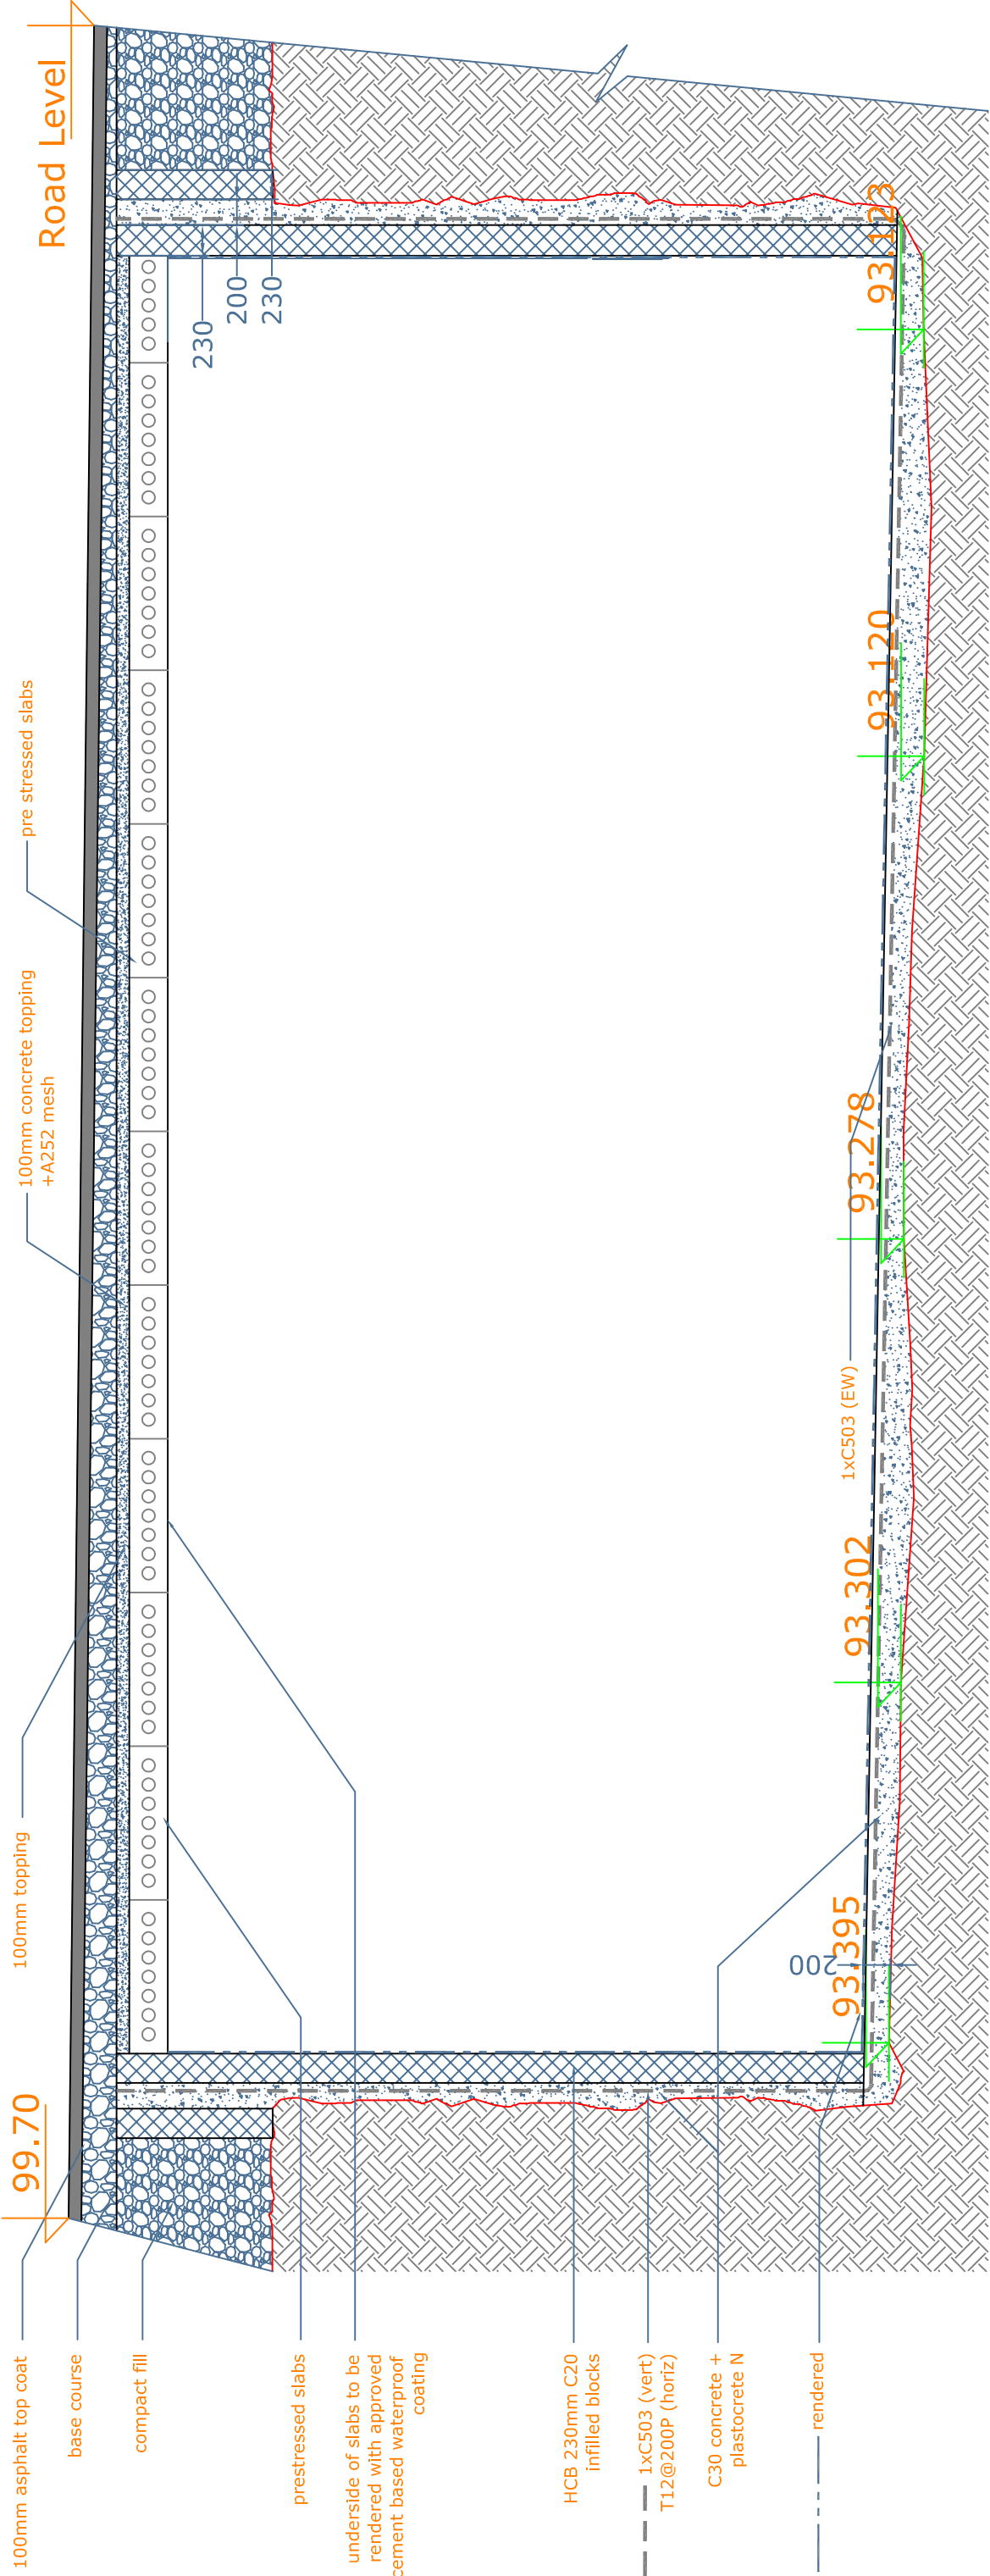 Road Level
99.70
pre stressed slabs
100mm concrete topping
+A252 mesh
100mm topping
100mm asphalt top coat
base course
compact fill
prestressed slabs
underside of slabs to be
rendered with approved
cement based waterproof
coating
HCB 230mm C20
infilled blocks
1xC503 (vert)
T12@200P (horiz)
C30 concrete +
plastocrete N
rendered
230
200
230
1xC503 (EW)
200
93.395
93.302
93.278
93.120
93.123